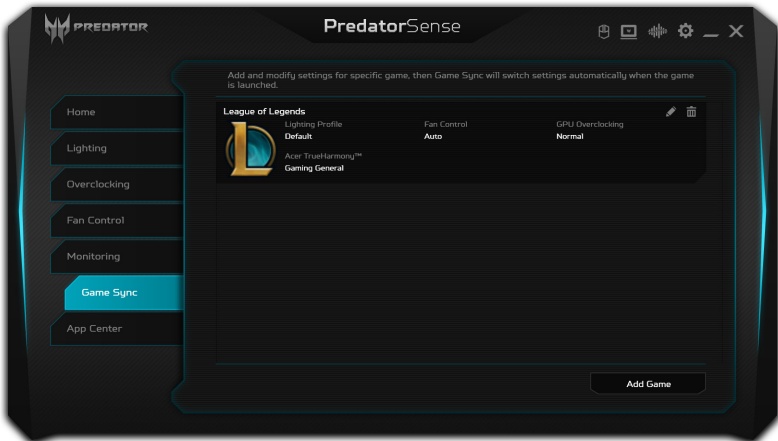 PREDATOR
PredatorSense
Add and modify settings for specific game, then Game Sync will switch settings automatically when the game
is launched.
Home
Lighting
Overclocking
Fan Control
Monitoring
Game Sync
App Center
League of Legends
Lighting Profile
Default
Fan Control
Auto
GPU Overclocking
Normal
Acer TrueHarmony™
Gaming General
Add Game